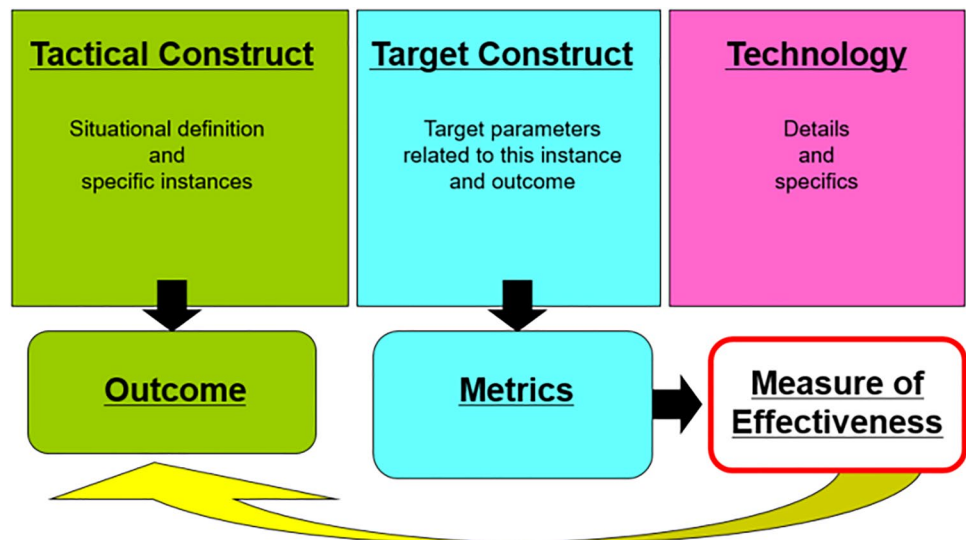 Tactical Construct
Situational definition
and
specific instances
Target Construct
Target parameters
related to this instance
and outcome
Technology
Details
and
specifics
Outcome
Metrics
Measure of
Effectiveness